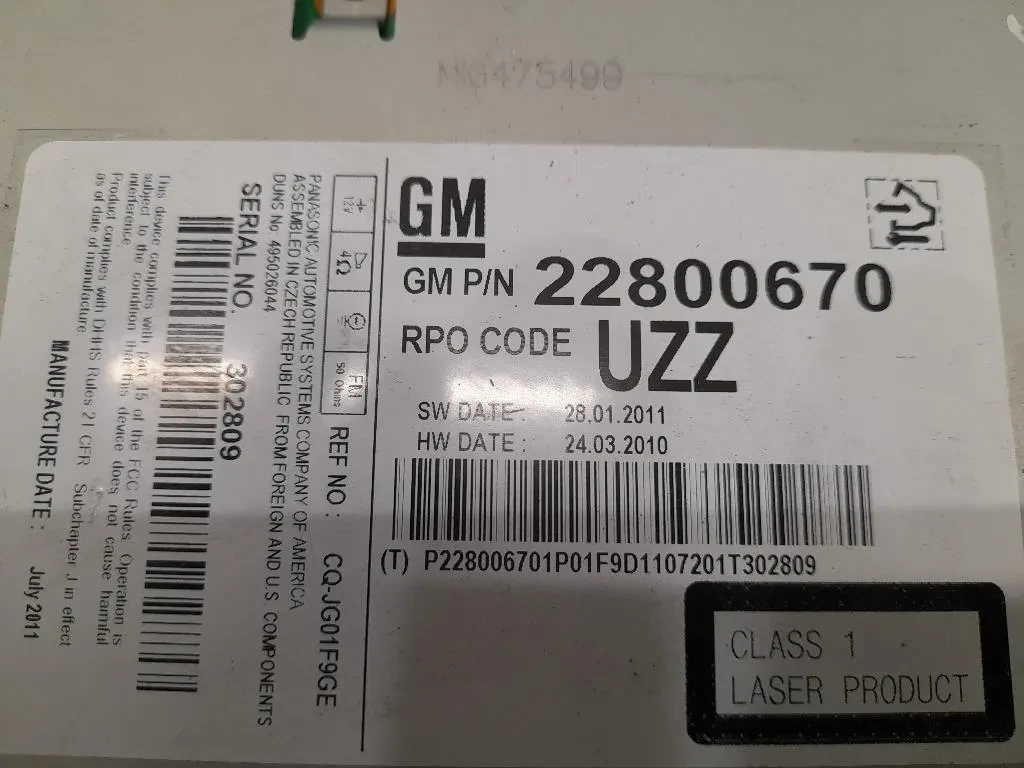 MIG475499
GM
GM P/N 22800670
RPO CODE UZZ
SW DATE: 28.01.2011
HW DATE : 24.03.2010
(T) P228006701P01F9D1107201T302809
CLASS 1
LASER PRODUCT
12V 4Ω FM 50 Ohms
REF NO : CQ-JG01F9GE
PANASONIC AUTOMOTIVE SYSTEMS COMPANY OF AMERICA
ASSEMBLED IN CZECH REPUBLIC FROM FOREIGN AND U.S. COMPONENTS
DUNS No 495026044
SERIAL NO. 302809
This device complies with part 15 of the FCC Rules. Operation is
subject to the condition that this device does not cause harmful
interference.
Product complies with DHHS Rules 21 CFR Subchapter J in effect
as of date of manufacture
MANUFACTURE DATE : July 2011